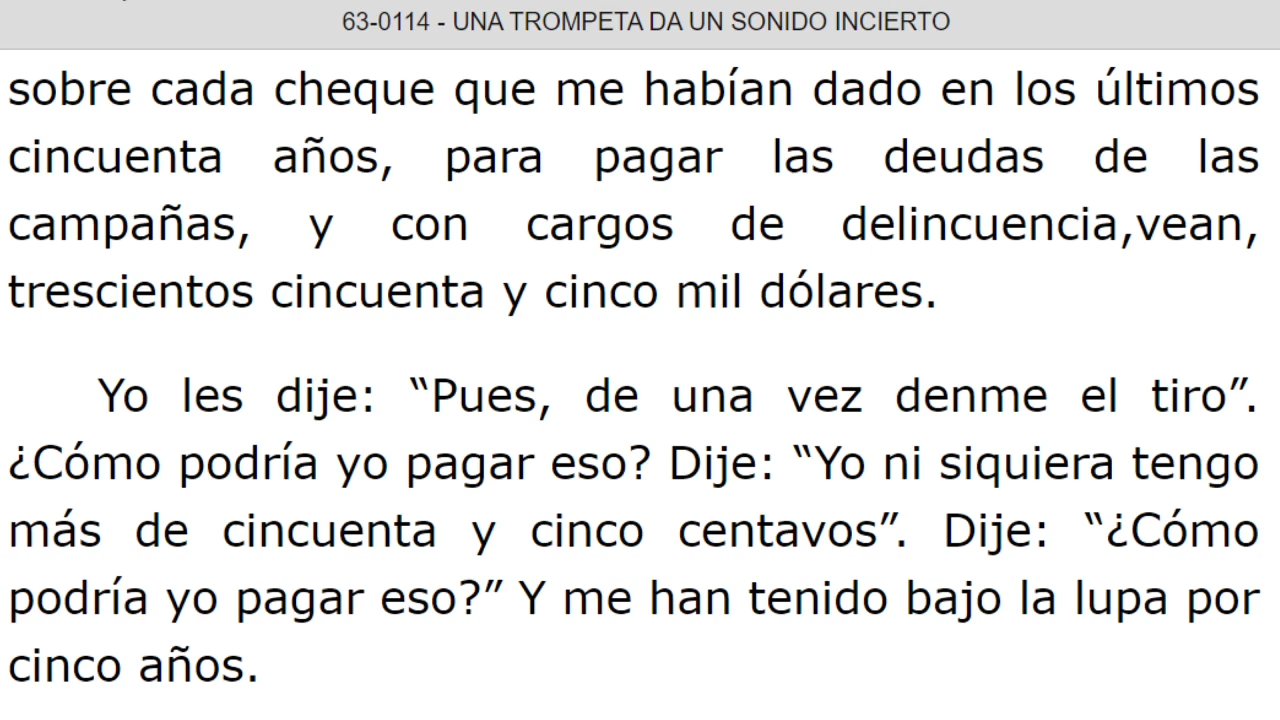 63-0114 - UNA TROMPETA DA UN SONIDO INCIERTO
sobre cada cheque que me habían dado en los últimos
cincuenta años, para pagar las deudas de las
campañas, y con cargos de delincuencia,vean,
trescientos cincuenta y cinco mil dólares.
Yo les dije: “Pues, de una vez denme el tiro”.
¿Cómo podría yo pagar eso? Dije: “Yo ni siquiera tengo
más de cincuenta y cinco centavos”. Dije: “¿Cómo
podría yo pagar eso?” Y me han tenido bajo la lupa por
cinco años.